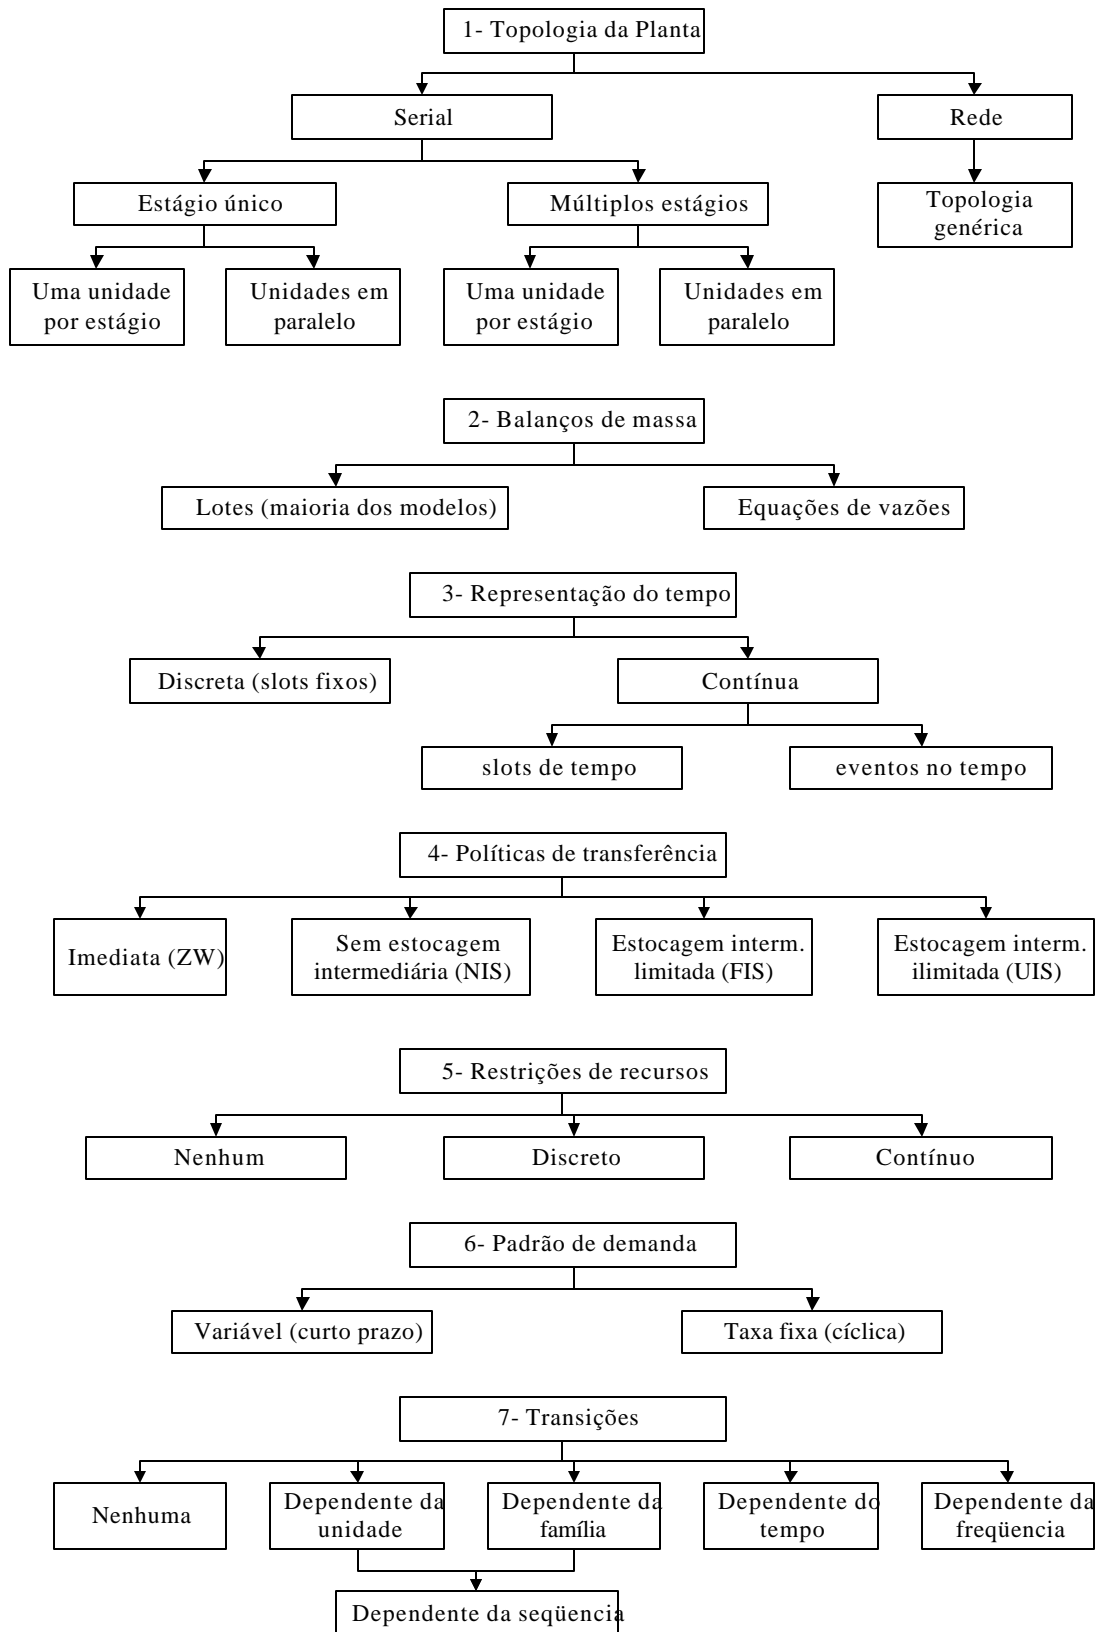 1- Topologia da Planta
Serial
Rede
Estágio único
Múltiplos estágios
Topologia
genérica
Uma unidade
por estágio
Unidades em
paralelo
Uma unidade
por estágio
Unidades em
paralelo
2- Balanços de massa
Lotes (maioria dos modelos)
Equações de vazões
3- Representação do tempo
Discreta (slots fixos)
Contínua
slots de tempo
eventos no tempo
4- Políticas de transferência
Imediata (ZW)
Sem estocagem
intermediária (NIS)
Estocagem interm.
limitada (FIS)
Estocagem interm.
ilimitada (UIS)
5- Restrições de recursos
Nenhum
Discreto
Contínuo
6- Padrão de demanda
Variável (curto prazo)
Taxa fixa (cíclica)
7- Transições
Nenhuma
Dependente da
unidade
Dependente da
família
Dependente do
tempo
Dependente da
freqüencia
Dependente da seqüencia